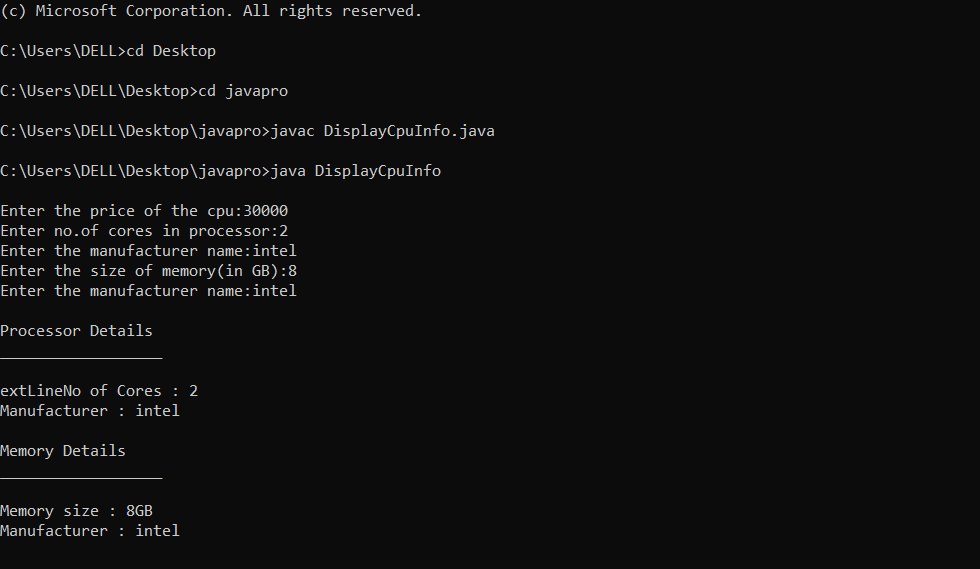 (c) Microsoft Corporation. All rights reserved.
C:\Users\DELL>cd Desktop
C:\Users\DELL\Desktop>cd javapro
C:\Users\DELL\Desktop\javapro>javac DisplayCpuInfo.java
C:\Users\DELL\Desktop\javapro>java DisplayCpuInfo
Enter the price of the cpu:30000
Enter no.of cores in processor:2
Enter the manufacturer name:intel
Enter the size of memory(in GB):8
Enter the manufacturer name:intel
Processor Details
__________________
extLineNo of Cores : 2
Manufacturer : intel
Memory Details
__________________
Memory size : 8GB
Manufacturer : intel